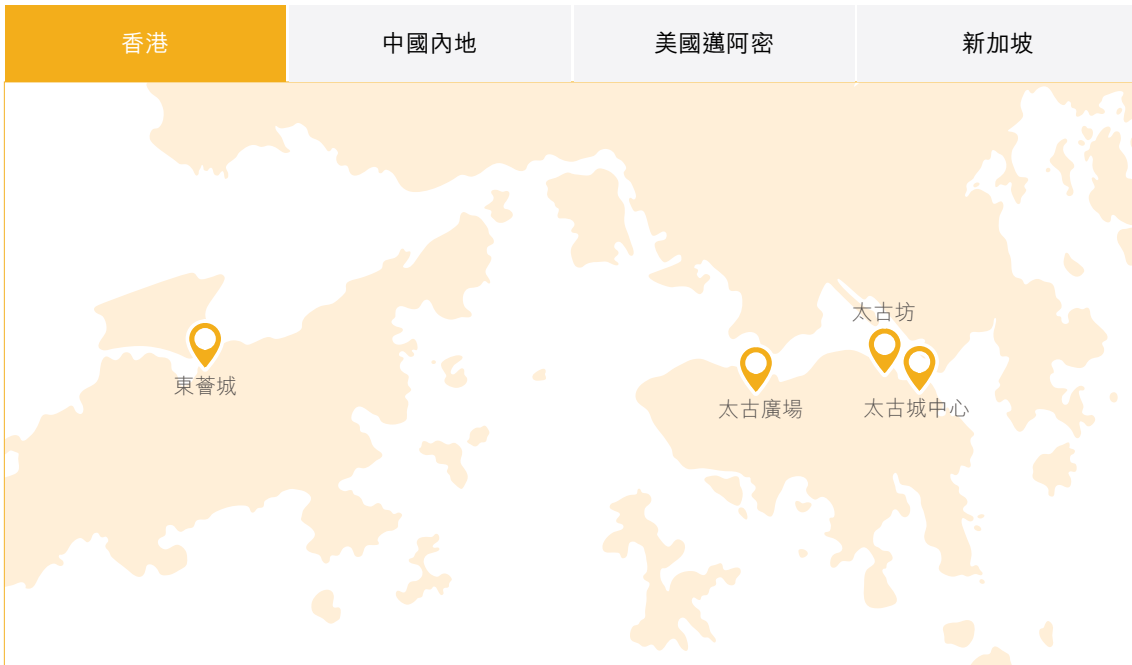 香港
中國內地
美國邁阿密
新加坡
太古坊
東薈城
太古廣場
太古城中心